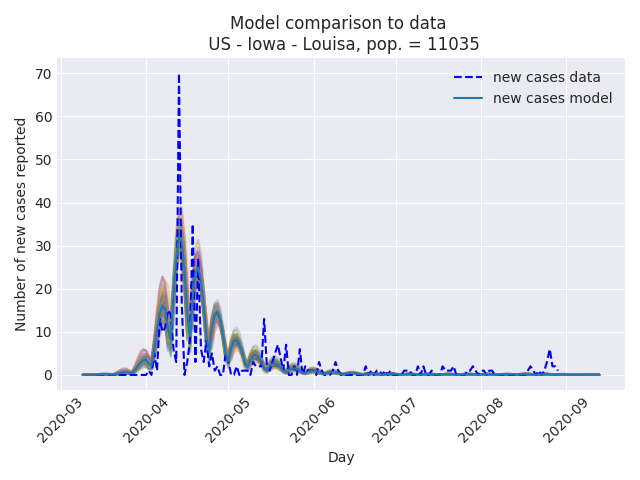 Model comparison to data
US - Iowa - Louisa, pop. = 11035
new cases data
new cases model
Number of new cases reported
70
60
50
40
30
20
10
0
2020-03
2020-04
2020-05
2020-06
2020-07
2020-08
2020-09
Day